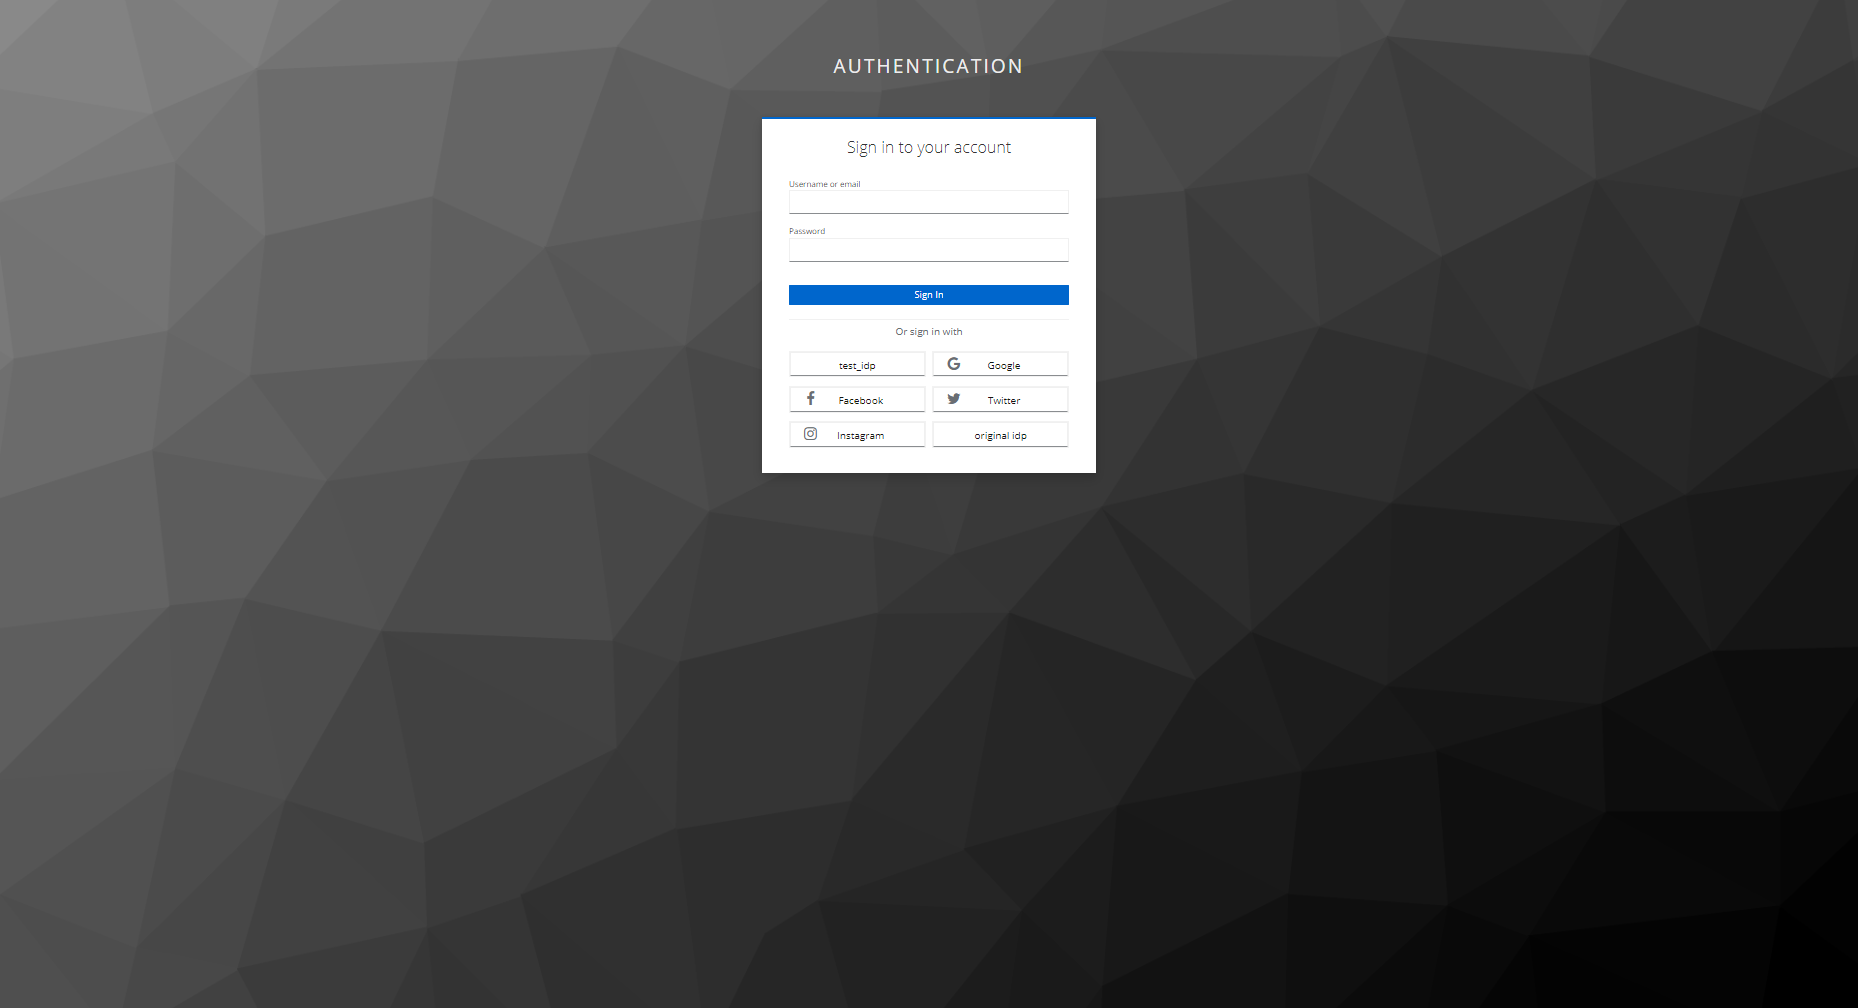 AUTHENTICATION
Sign in to your account
Username or email
Password
Sign In
Or sign in with
test_idp
Google
Facebook
Twitter
Instagram
original idp